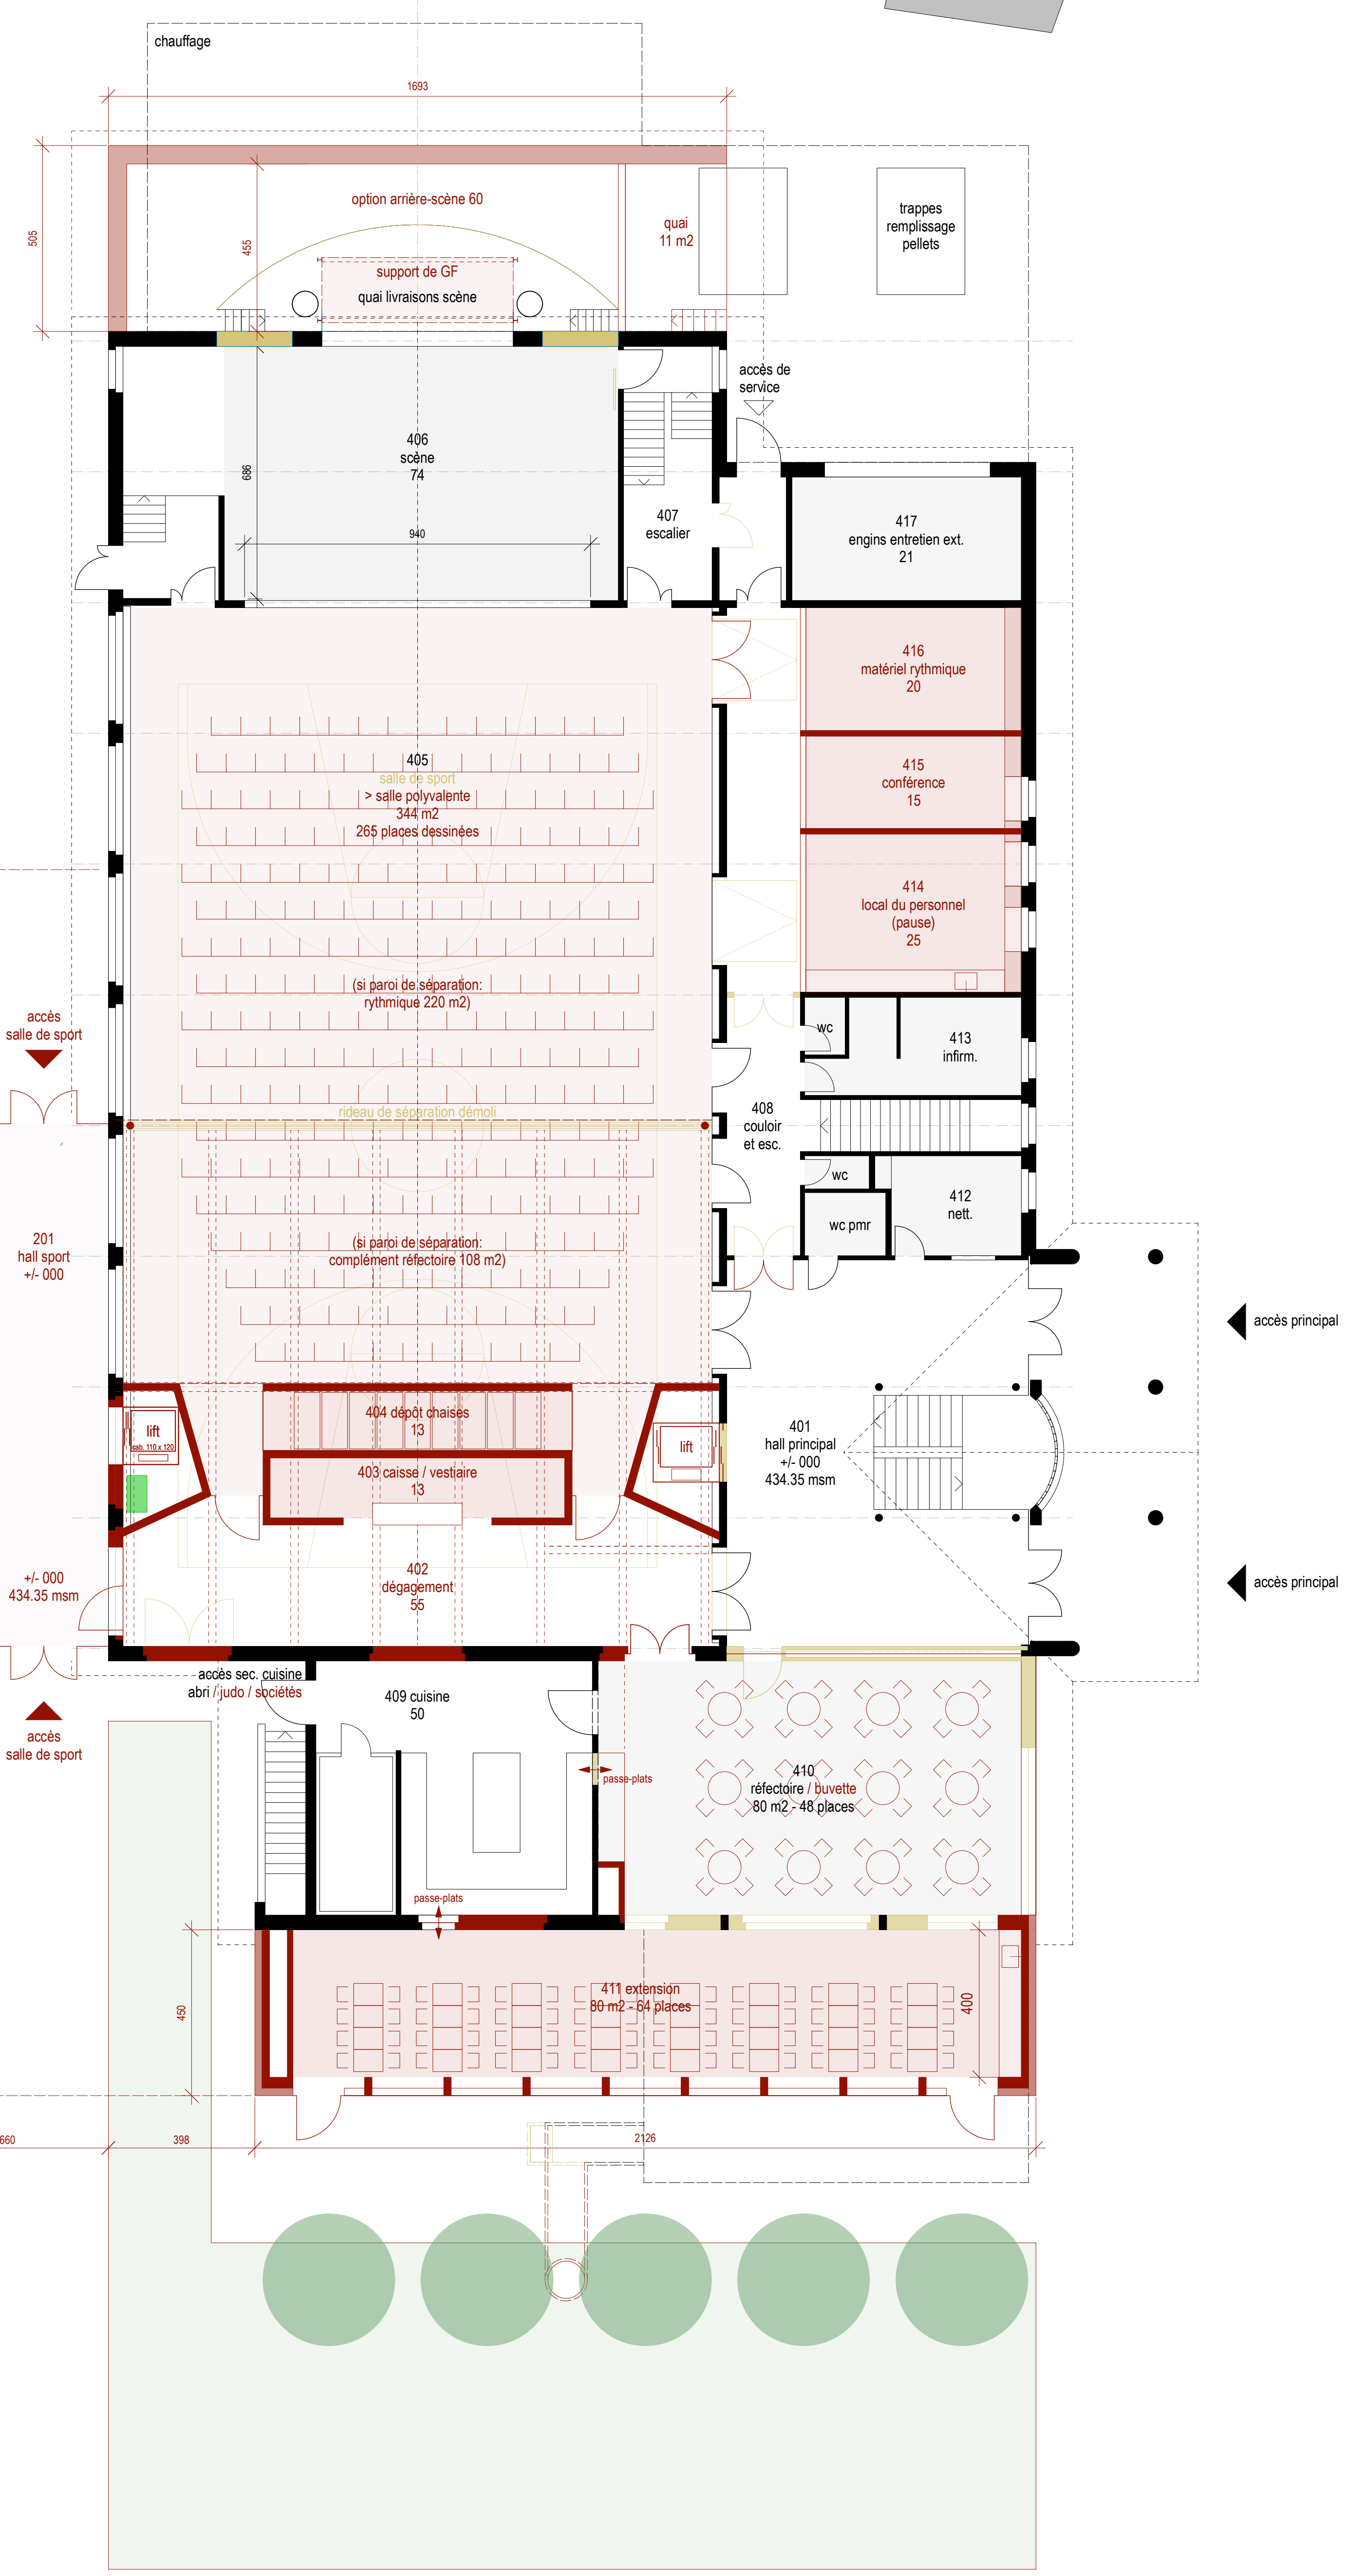 chauffage
1693
505
455
option arrière-scène 60
quai
11 m2
trappes
remplissage
pellets
support de GF
quai livraisons scène
accès de
service
406
scène
74
686
940
407
escalier
417
engins entretien ext.
21
416
matériel rythmique
20
405
salle de sport
> salle polyvalente
344 m2
265 places dessinées
415
conférence
15
414
local du personnel
(pause)
25
(si paroi de séparation:
rythmique 220 m2)
accès
salle de sport
wc
413
infirm.
rideau de séparation démoli
408
couloir
et esc.
wc
412
nett.
wc pmr
201
hall sport
+/- 000
(si paroi de séparation:
complément réfectoire 108 m2)
accès principal
404 dépôt chaises
13
lift
cab. 110 x 120
lift
401
hall principal
+/- 000
434.35 msm
403 caisse / vestiaire
13
402
dégagement
55
+/- 000
434.35 msm
accès principal
accès sec. cuisine
abri / judo / sociétés
409 cuisine
50
accès
salle de sport
passe-plats
410
réfectoire / buvette
80 m2 - 48 places
passe-plats
411 extension
80 m2 - 64 places
450
400
660
398
2126